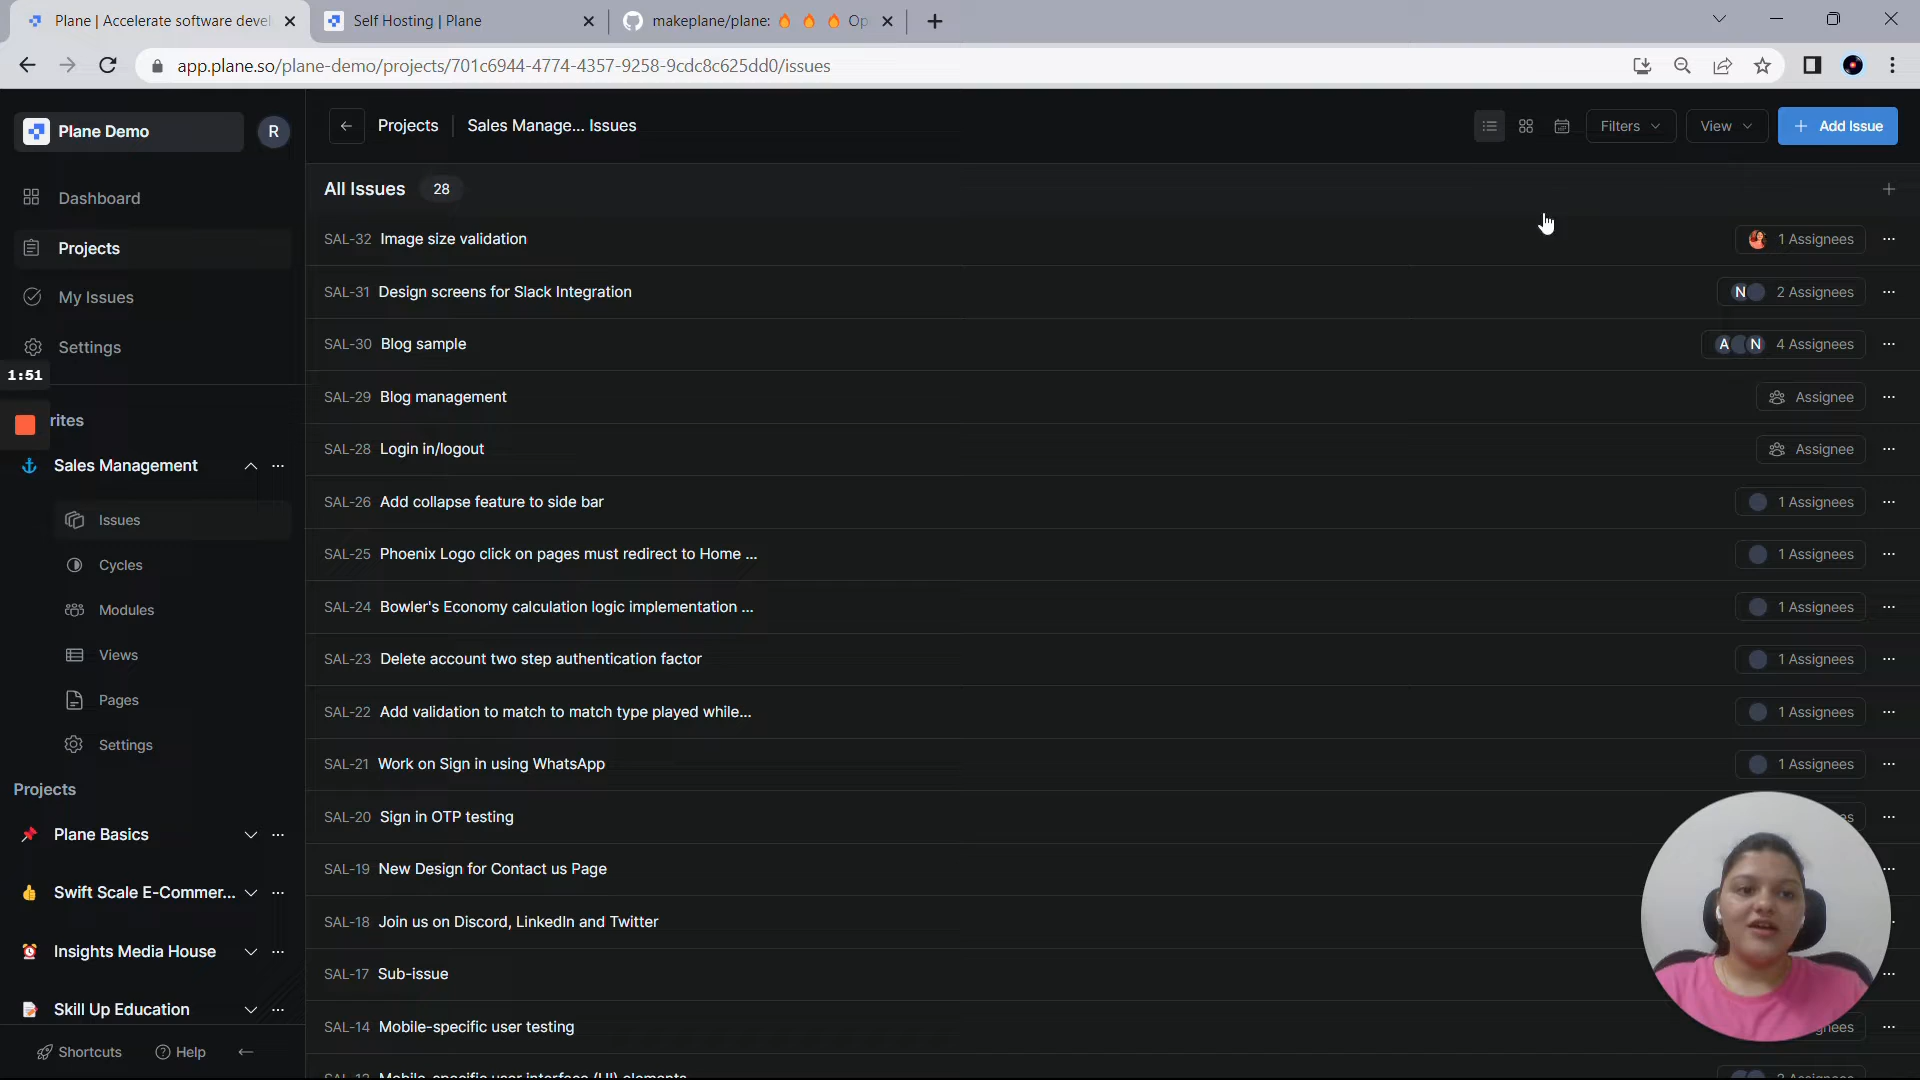 Plane | Accelerate software devel
Self Hosting | Plane
makeplane/plane: 🔥 🔥 🔥 Op
app.plane.so/plane-demo/projects/701c6944-4774-4357-9258-9cdc8c625dd0/issues
Plane Demo
R
Dashboard
Projects
My Issues
Settings
1:51
rites
Sales Management
Issues
Cycles
Modules
Views
Pages
Settings
Projects
Plane Basics
Swift Scale E-Commer...
Insights Media House
Skill Up Education
Shortcuts
Help
Projects
Sales Manage... Issues
Filters
View
Add Issue
All Issues 28
SAL-32 Image size validation 1 Assignees
SAL-31 Design screens for Slack Integration N 2 Assignees
SAL-30 Blog sample A N 4 Assignees
SAL-29 Blog management Assignee
SAL-28 Login in/logout Assignee
SAL-26 Add collapse feature to side bar 1 Assignees
SAL-25 Phoenix Logo click on pages must redirect to Home ... 1 Assignees
SAL-24 Bowler's Economy calculation logic implementation ... 1 Assignees
SAL-23 Delete account two step authentication factor 1 Assignees
SAL-22 Add validation to match to match type played while... 1 Assignees
SAL-21 Work on Sign in using WhatsApp 1 Assignees
SAL-20 Sign in OTP testing
SAL-19 New Design for Contact us Page
SAL-18 Join us on Discord, LinkedIn and Twitter
SAL-17 Sub-issue
SAL-14 Mobile-specific user testing
Mobile-specific user interface (UI) elements